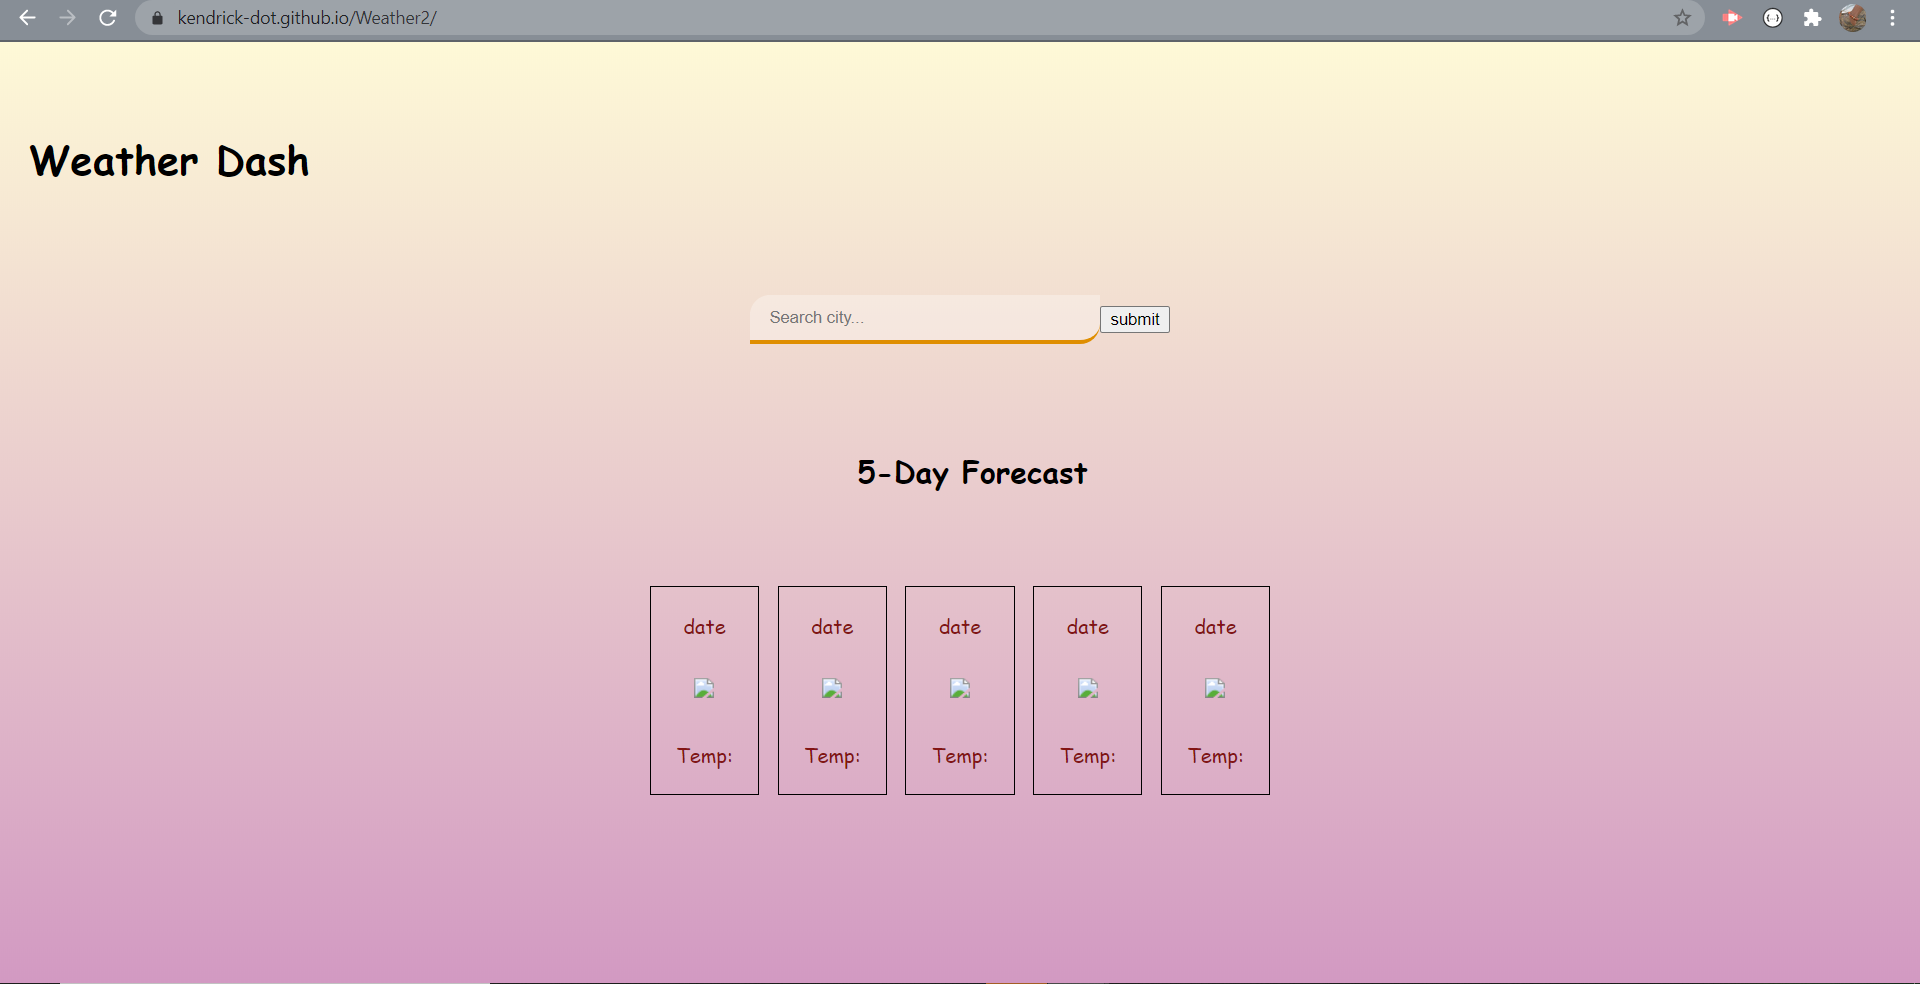 kendrick-dot.github.io/Weather2/
Weather Dash
Search city...
submit
5-Day Forecast
date date date date date
Temp: Temp: Temp: Temp: Temp: